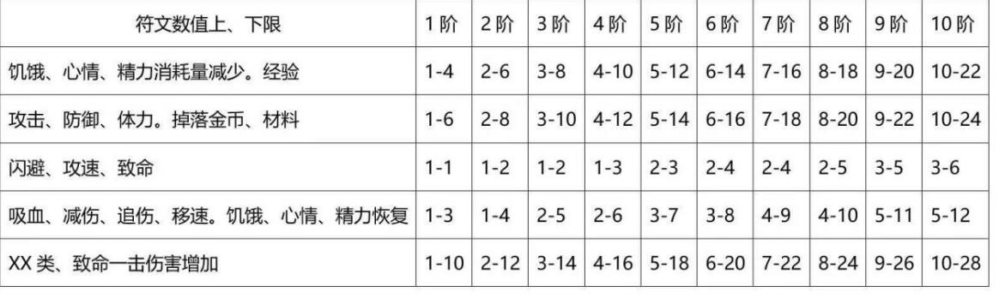 符文数值上、下限 1阶 2阶 3阶 4阶 5阶 6阶 7阶 8阶 9阶 10阶
饥饿、心情、精力消耗量减少。经验 1-4 2-6 3-8 4-10 5-12 6-14 7-16 8-18 9-20 10-22
攻击、防御、体力。掉落金币、材料 1-6 2-8 3-10 4-12 5-14 6-16 7-18 8-20 9-22 10-24
闪避、攻速、致命 1-1 1-2 1-2 1-3 2-3 2-4 2-4 2-5 3-5 3-6
吸血、减伤、追伤、移速。饥饿、心情、精力恢复 1-3 1-4 2-5 2-6 3-7 3-8 4-9 4-10 5-11 5-12
XX类、致命一击伤害增加 1-10 2-12 3-14 4-16 5-18 6-20 7-22 8-24 9-26 10-28